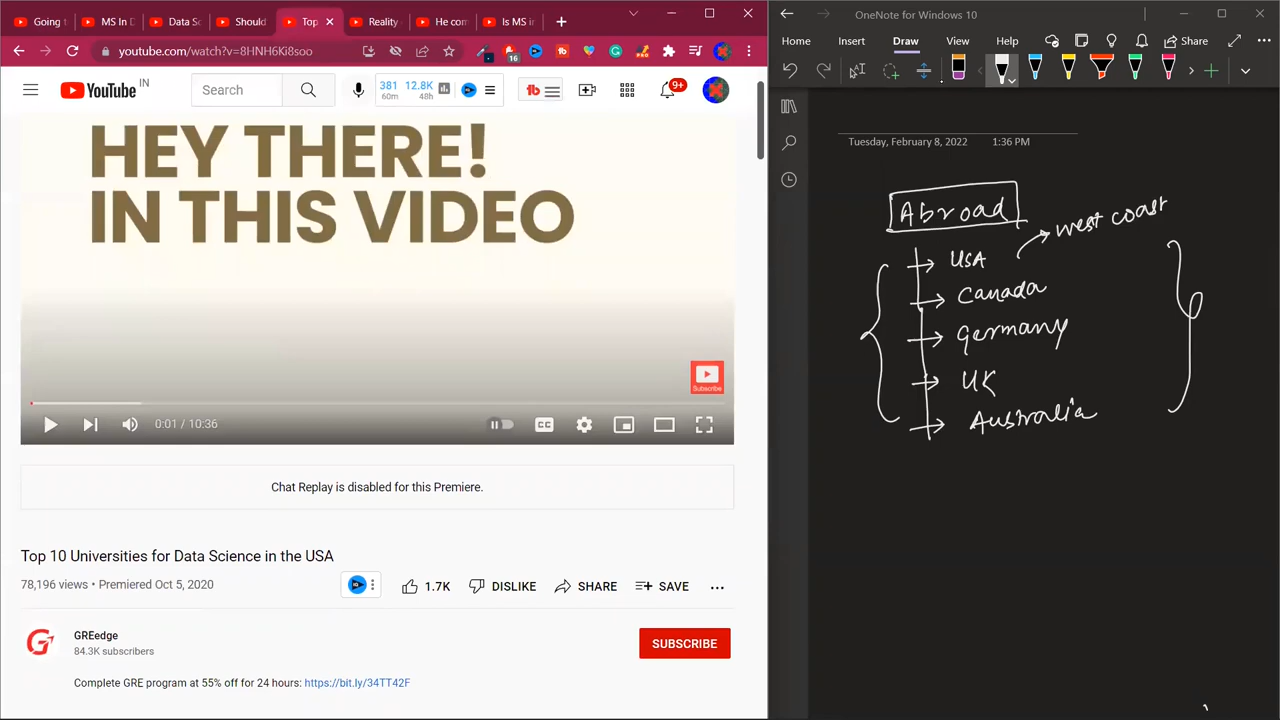 Going to
MS In D
Data Sc
Should
Top
Reality
He com
Is MS in
youtube.com/watch?v=8HNH6Ki8soo
16
YouTube IN
Search
381 12.8K
60m 48h
9+
HEY THERE!
IN THIS VIDEO
Subscribe
0:01 / 10:36
CC
Chat Replay is disabled for this Premiere.
Top 10 Universities for Data Science in the USA
78,196 views • Premiered Oct 5, 2020
1.7K DISLIKE SHARE SAVE
GREedge
84.3K subscribers
SUBSCRIBE
Complete GRE program at 55% off for 24 hours: https://bit.ly/34TT42F
OneNote for Windows 10
Home Insert Draw View Help Share
Tuesday, February 8, 2022 1:36 PM
Abroad
west coast
USA
Canada
Germany
UK
Australia